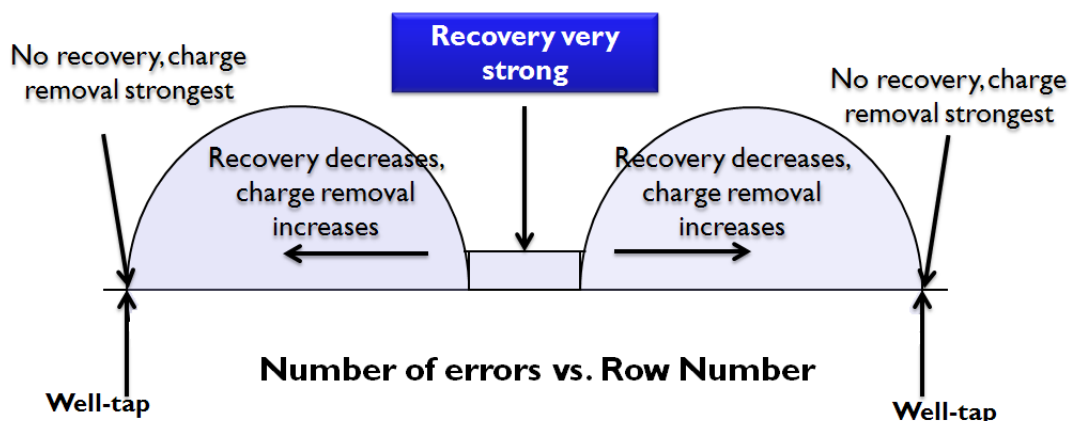 Recovery very
strong
No recovery, charge
removal strongest
No recovery, charge
removal strongest
Recovery decreases,
charge removal
increases
Recovery decreases,
charge removal
increases
Number of errors vs. Row Number
Well-tap
Well-tap